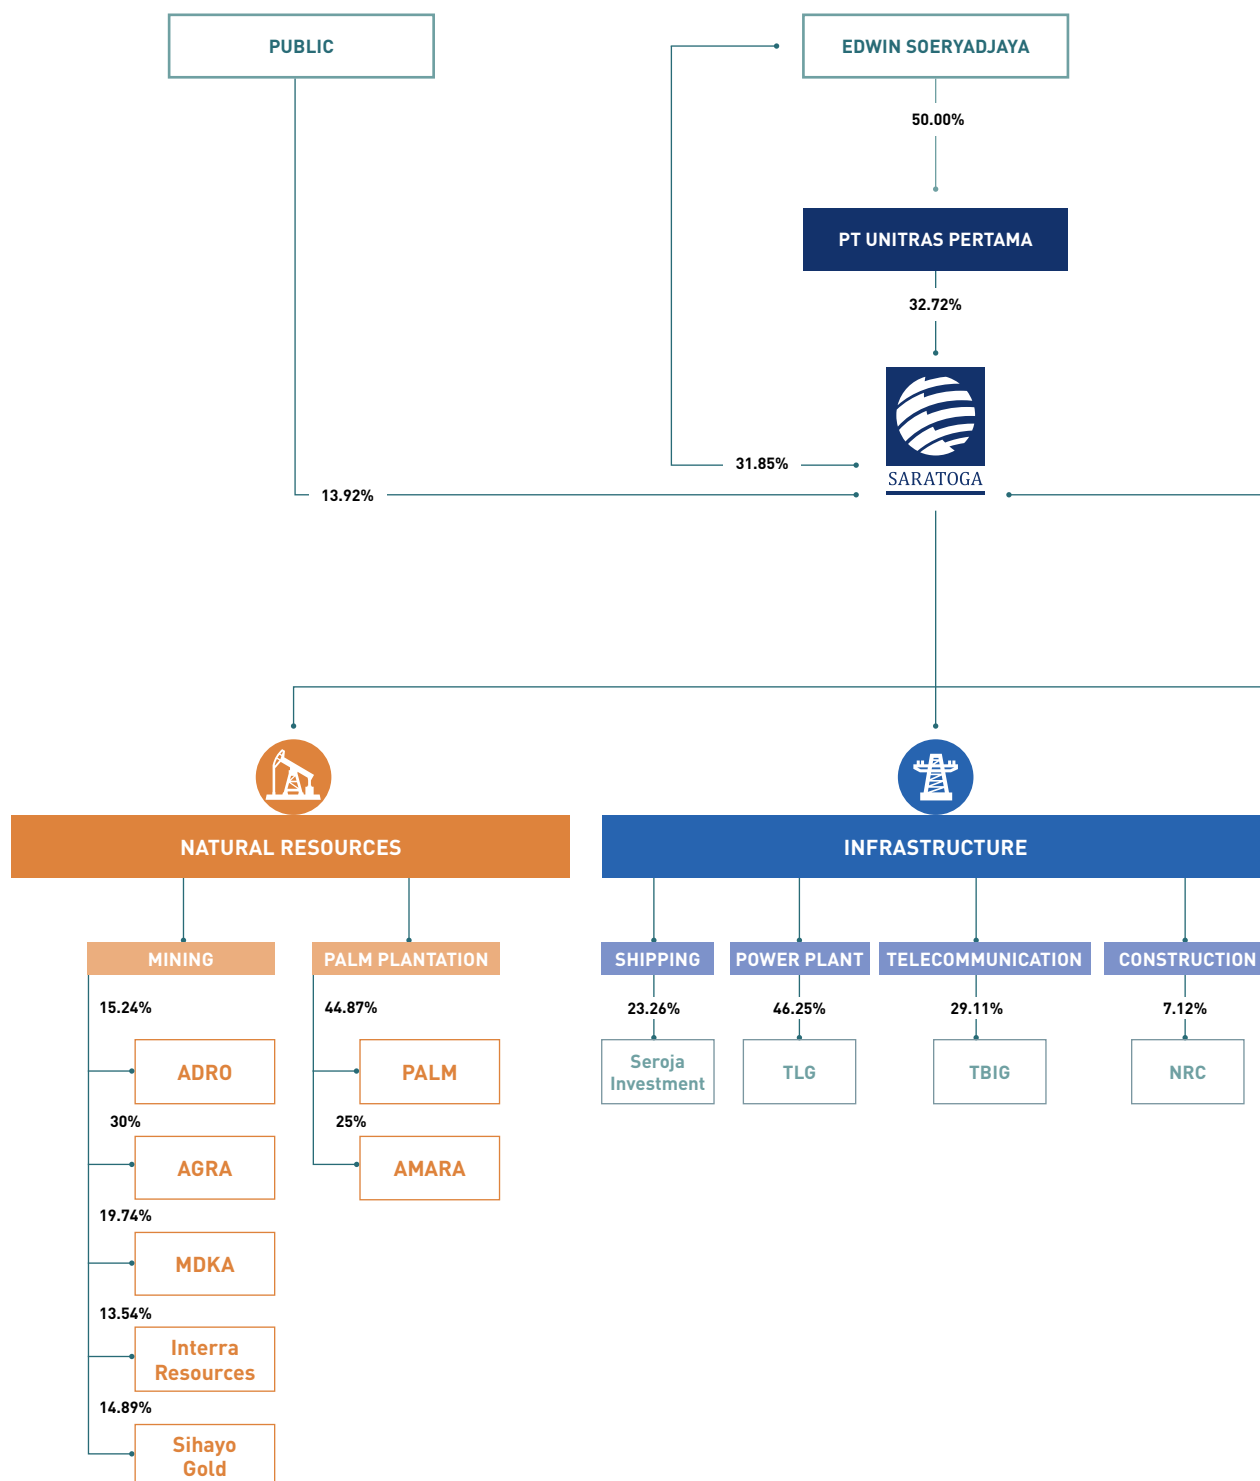 PUBLIC
EDWIN SOERYADJAYA
50.00%
PT UNITRAS PERTAMA
32.72%
31.85%
SARATOGA
13.92%
NATURAL RESOURCES
INFRASTRUCTURE
MINING
PALM PLANTATION
SHIPPING
POWER PLANT
TELECOMMUNICATION
CONSTRUCTION
15.24%
44.87%
23.26%
46.25%
29.11%
7.12%
ADRO
PALM
Seroja
Investment
TLG
TBIG
NRC
30%
25%
AGRA
AMARA
19.74%
MDKA
13.54%
Interra
Resources
14.89%
Sihayo
Gold